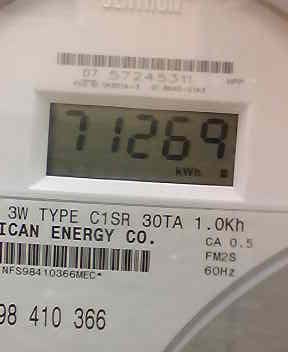 07 57245311
71269
kWh
3W TYPE C1SR 30TA 1.0Kh
ICAN ENERGY CO.
CA 0.5
FM2S
60Hz
NFS98410366MEC*
98 410 366